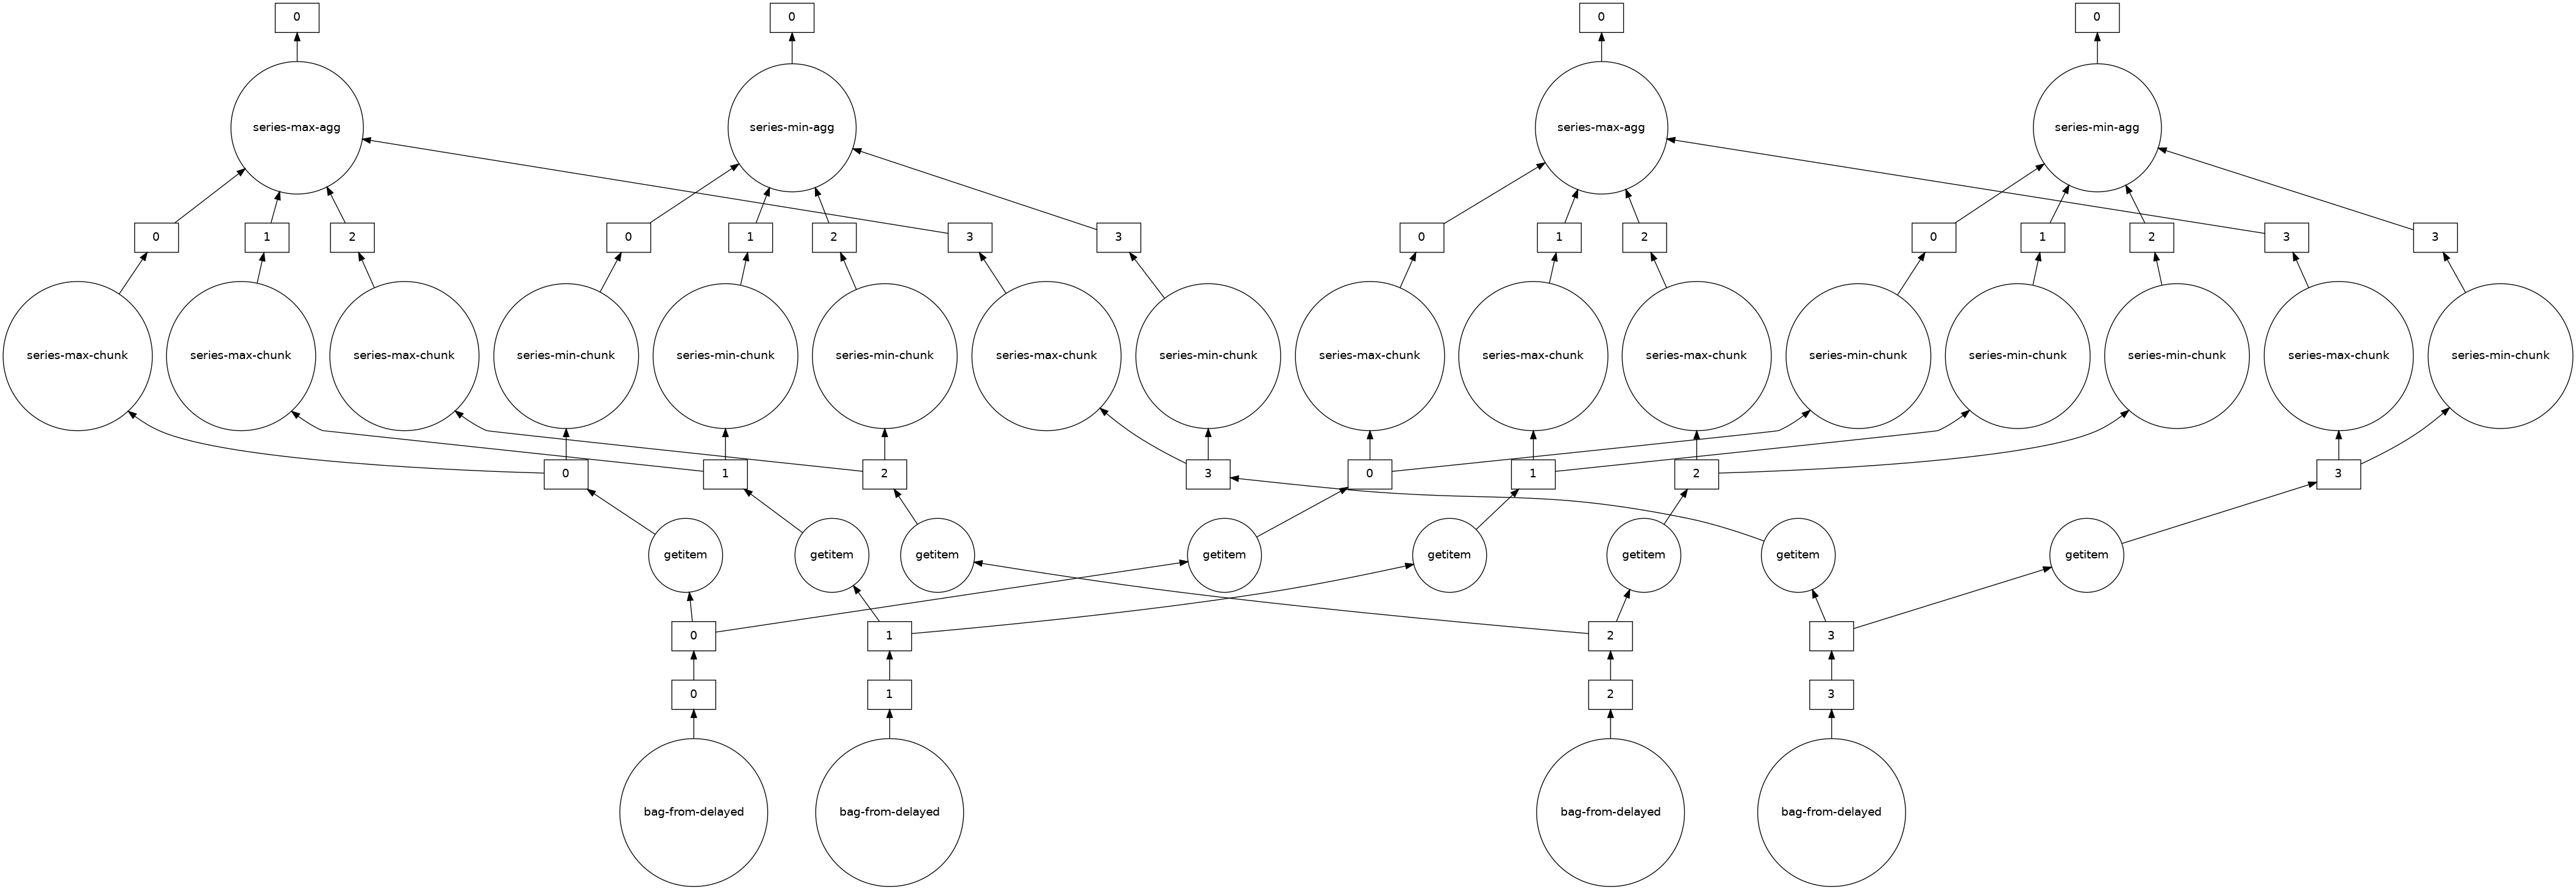 0
0
0
0
series-max-agg
series-min-agg
series-max-agg
series-min-agg
0
1
2
0
1
2
3
3
0
1
2
0
1
2
3
3
series-max-chunk
series-max-chunk
series-max-chunk
series-min-chunk
series-min-chunk
series-min-chunk
series-max-chunk
series-min-chunk
series-max-chunk
series-max-chunk
series-max-chunk
series-min-chunk
series-min-chunk
series-min-chunk
series-max-chunk
series-min-chunk
0
1
2
3
0
1
2
3
getitem
getitem
getitem
getitem
getitem
getitem
getitem
getitem
0
1
2
3
0
1
2
3
bag-from-delayed
bag-from-delayed
bag-from-delayed
bag-from-delayed